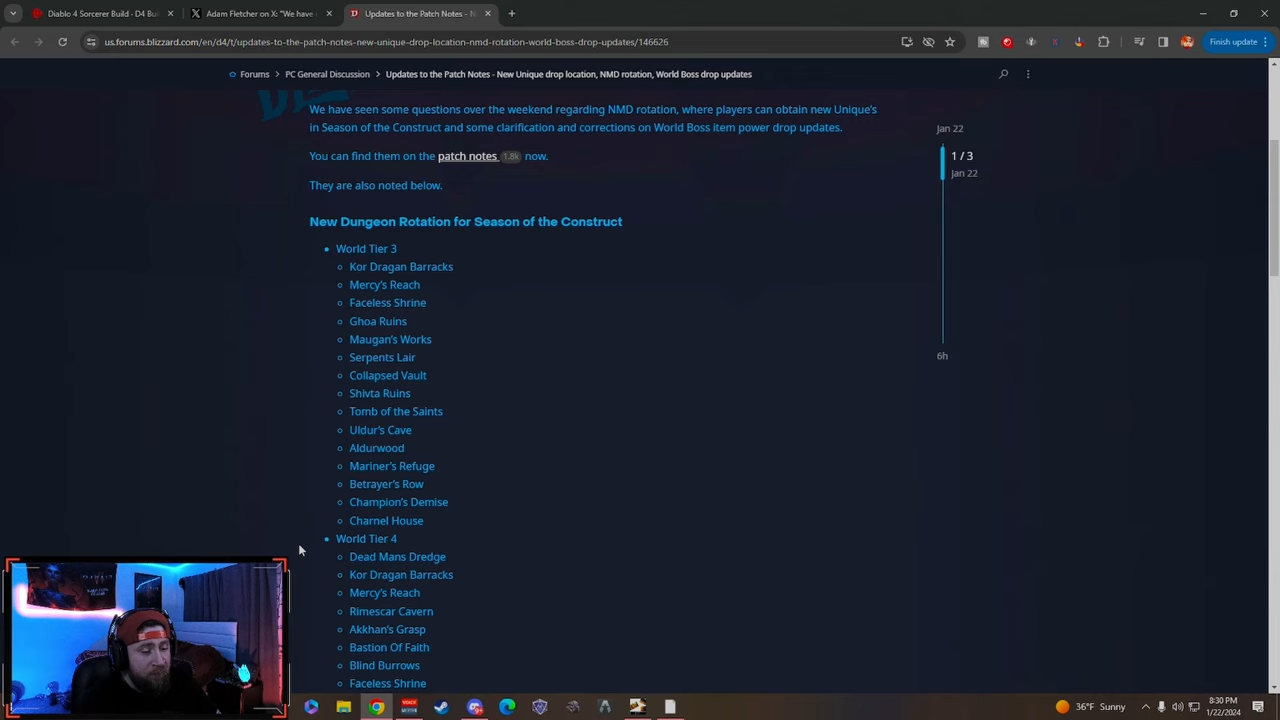 Diablo 4 Sorcerer Build - D4 Bu
Adam Fletcher on X: "We have
Updates to the Patch Notes - N
us.forums.blizzard.com/en/d4/t/updates-to-the-patch-notes-new-unique-drop-location-nmd-rotation-world-boss-drop-updates/146626
Finish update
Forums > PC General Discussion > Updates to the Patch Notes - New Unique drop location, NMD rotation, World Boss drop updates
We have seen some questions over the weekend regarding NMD rotation, where players can obtain new Unique's
in Season of the Construct and some clarification and corrections on World Boss item power drop updates.
You can find them on the patch notes 1.8k now.
They are also noted below.
New Dungeon Rotation for Season of the Construct
World Tier 3
Kor Dragan Barracks
Mercy's Reach
Faceless Shrine
Ghoa Ruins
Maugan's Works
Serpents Lair
Collapsed Vault
Shivta Ruins
Tomb of the Saints
Uldur's Cave
Aldurwood
Mariner's Refuge
Betrayer's Row
Champion's Demise
Charnel House
World Tier 4
Dead Mans Dredge
Kor Dragan Barracks
Mercy's Reach
Rimescar Cavern
Akkhan's Grasp
Bastion Of Faith
Blind Burrows
Faceless Shrine
Jan 22
1 / 3
Jan 22
6h
36°F Sunny
8:30 PM
1/22/2024